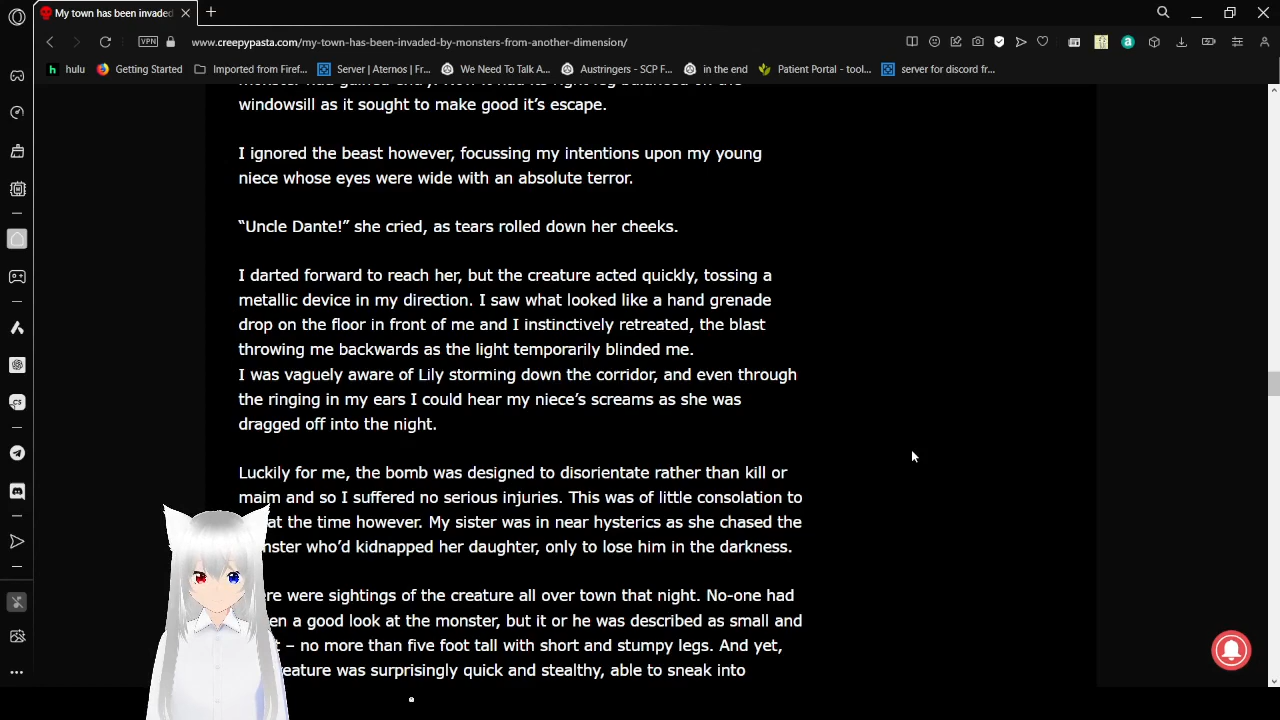 My town has been invaded
VPN
www.creepypasta.com/my-town-has-been-invaded-by-monsters-from-another-dimension/
hulu
Getting Started
Imported from Firef...
Server | Aternos | Fr...
We Need To Talk A...
Austringers - SCP F...
in the end
Patient Portal - tool...
server for discord fr...
windowsill as it sought to make good it's escape.
I ignored the beast however, focussing my intentions upon my young
niece whose eyes were wide with an absolute terror.
“Uncle Dante!” she cried, as tears rolled down her cheeks.
I darted forward to reach her, but the creature acted quickly, tossing a
metallic device in my direction. I saw what looked like a hand grenade
drop on the floor in front of me and I instinctively retreated, the blast
throwing me backwards as the light temporarily blinded me.
I was vaguely aware of Lily storming down the corridor, and even through
the ringing in my ears I could hear my niece’s screams as she was
dragged off into the night.
Luckily for me, the bomb was designed to disorientate rather than kill or
maim and so I suffered no serious injuries. This was of little consolation to
at the time however. My sister was in near hysterics as she chased the
who’d kidnapped her daughter, only to lose him in the darkness.
were sightings of the creature all over town that night. No-one had
a good look at the monster, but it or he was described as small and
– no more than five foot tall with short and stumpy legs. And yet,
was surprisingly quick and stealthy, able to sneak into